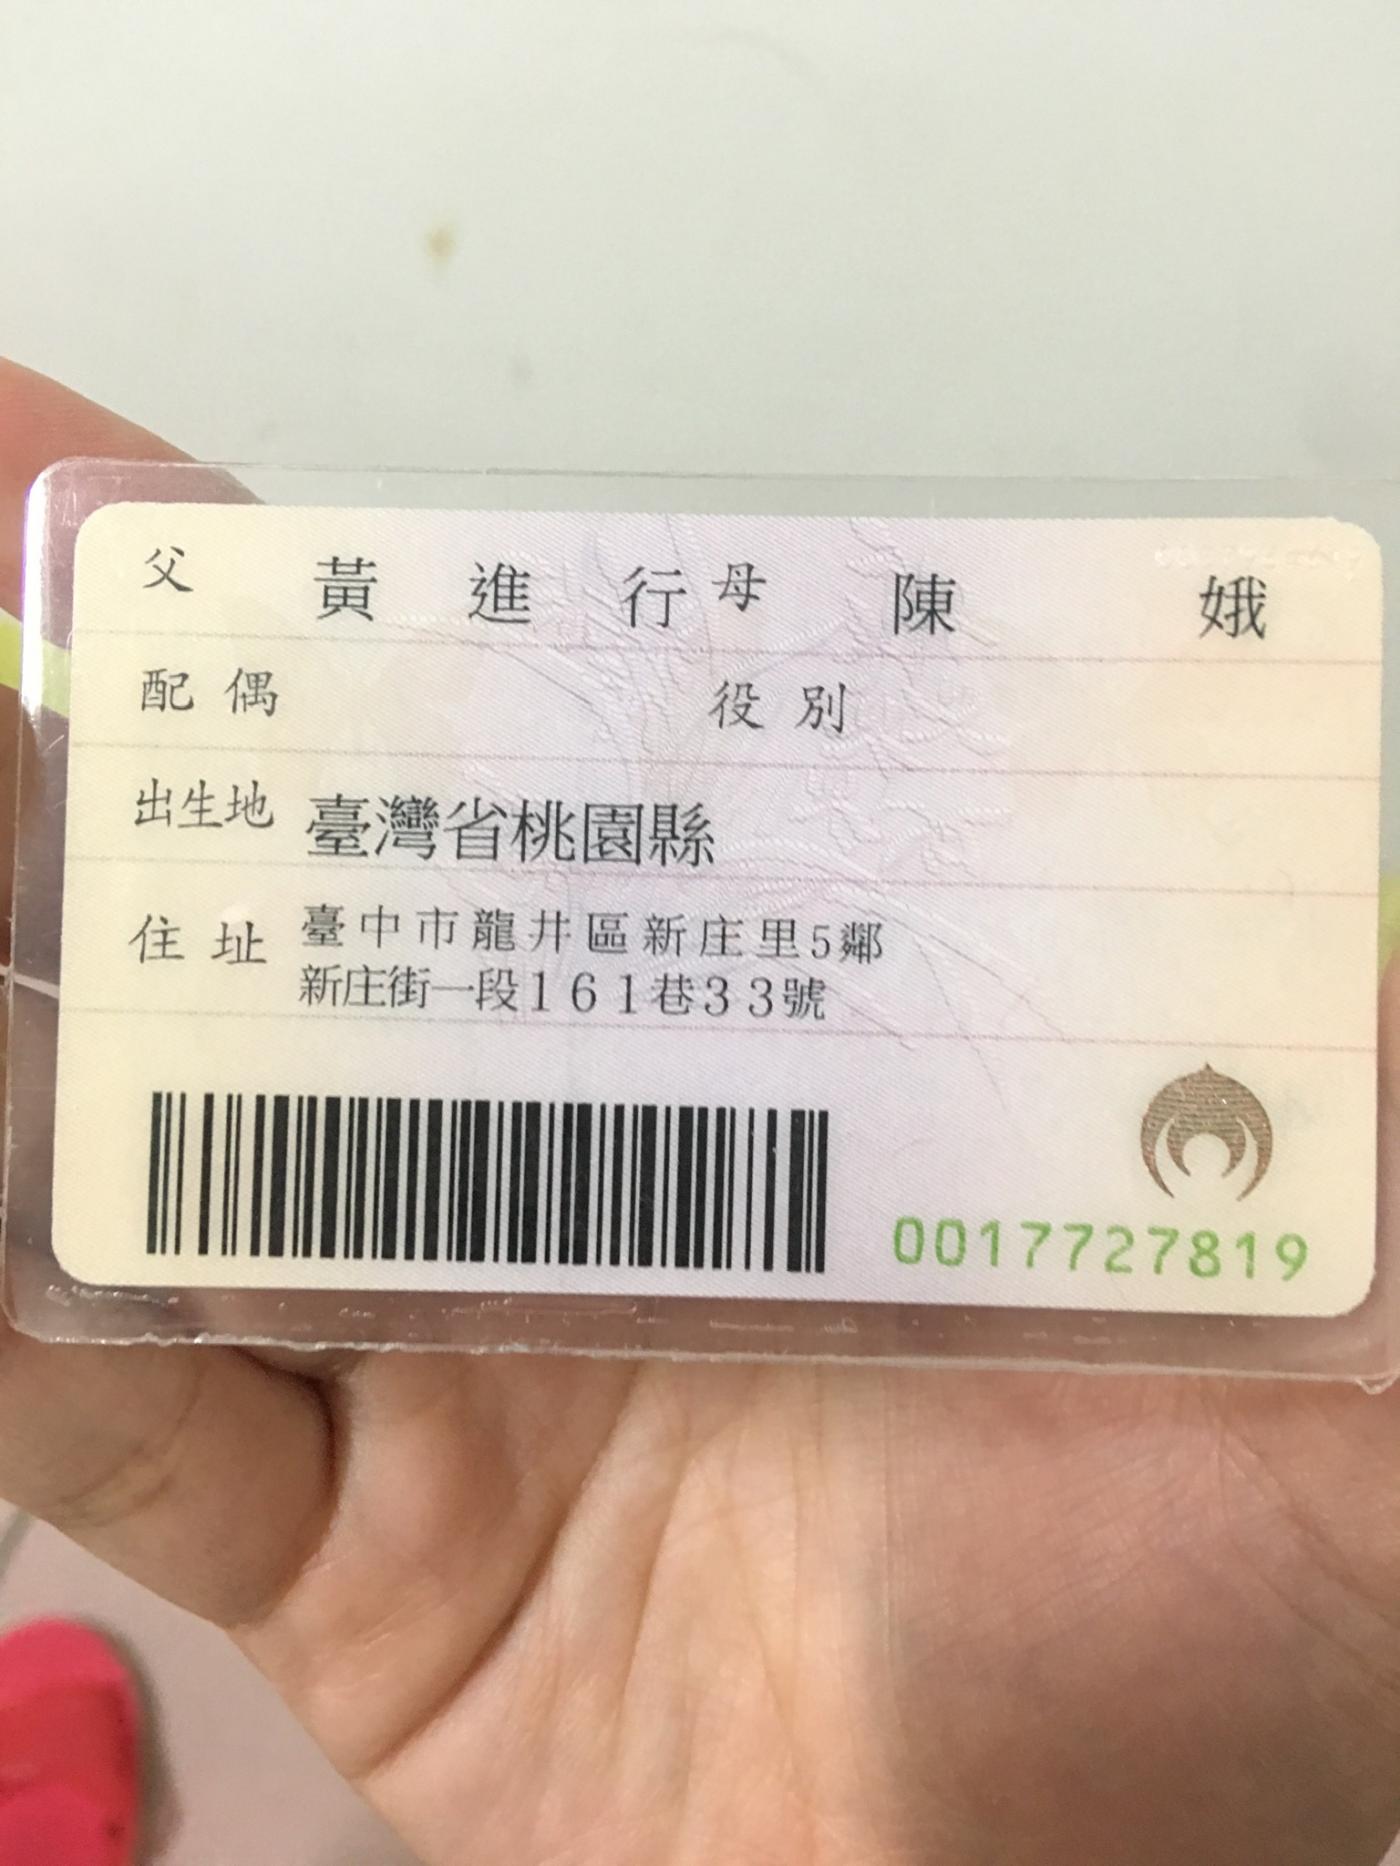 父 黃進行 母 陳娥
配偶 役別
出生地 臺灣省桃園縣
住址 臺中市龍井區新庄里5鄰
新庄街一段161巷33號
0017727819